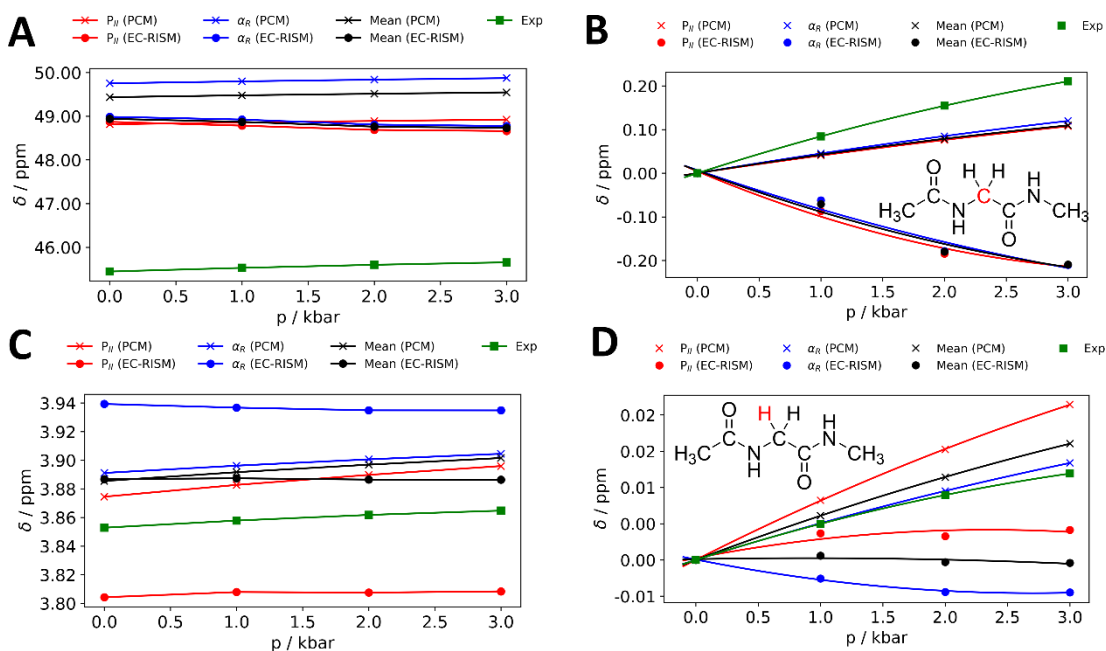 A
P_II (PCM) α_R (PCM) Mean (PCM) Exp
P_II (EC-RISM) α_R (EC-RISM) Mean (EC-RISM)
50.00
49.00
48.00
47.00
46.00
δ / ppm
0.0 0.5 1.0 1.5 2.0 2.5 3.0
p / kbar
B
P_II (PCM) α_R (PCM) Mean (PCM) Exp
P_II (EC-RISM) α_R (EC-RISM) Mean (EC-RISM)
0.20
0.10
0.00
-0.10
-0.20
δ / ppm
O H H H
H₃C N C N CH₃
H O
0.0 0.5 1.0 1.5 2.0 2.5 3.0
p / kbar
C
P_II (PCM) α_R (PCM) Mean (PCM) Exp
P_II (EC-RISM) α_R (EC-RISM) Mean (EC-RISM)
3.94
3.92
3.90
3.88
3.86
3.84
3.82
3.80
δ / ppm
0.0 0.5 1.0 1.5 2.0 2.5 3.0
p / kbar
D
P_II (PCM) α_R (PCM) Mean (PCM) Exp
P_II (EC-RISM) α_R (EC-RISM) Mean (EC-RISM)
0.02
0.02
0.01
0.00
0.00
-0.01
δ / ppm
O H H H
H₃C N C N CH₃
H O
0.0 0.5 1.0 1.5 2.0 2.5 3.0
p / kbar